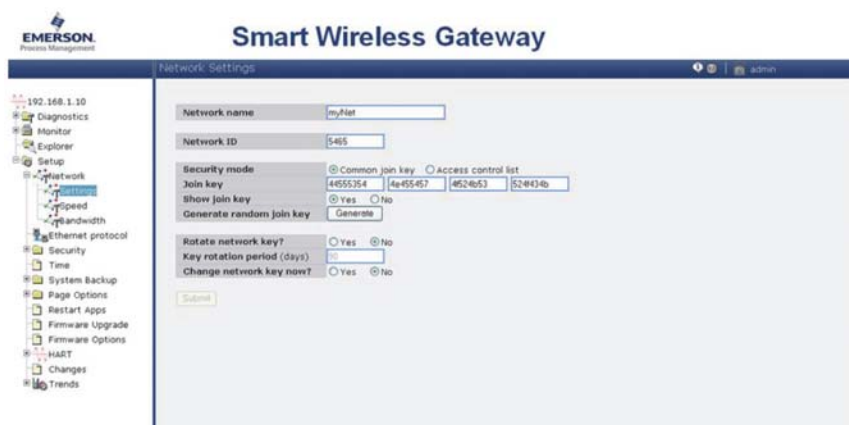 EMERSON.
Process Management
Smart Wireless Gateway
Network Settings
admin
192.168.1.10
Diagnostics
Monitor
Explorer
Setup
Network
Settings
Speed
Bandwidth
Ethernet protocol
Security
Time
System Backup
Page Options
Restart Apps
Firmware Upgrade
Firmware Options
HART
Changes
Trends
Network name myNet
Network ID 5465
Security mode Common join key Access control list
Join key 44555354 4e455457 4f524b53 524f434b
Show join key Yes No
Generate random join key Generate
Rotate network key? Yes No
Key rotation period (days) 90
Change network key now? Yes No
Submit